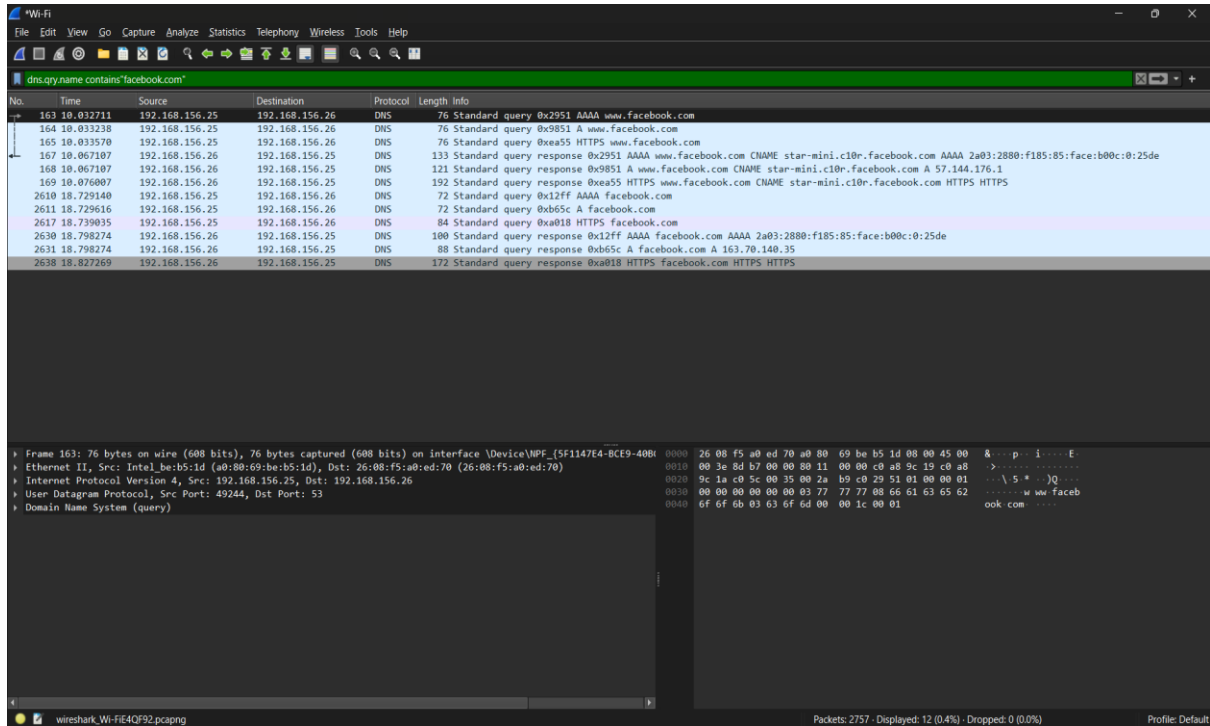 *Wi-Fi
File Edit View Go Capture Analyze Statistics Telephony Wireless Tools Help
dns.qry.name contains"facebook.com"
No. Time Source Destination Protocol Length Info
163 10.032711 192.168.156.25 192.168.156.26 DNS 76 Standard query 0x2951 AAAA www.facebook.com
164 10.033238 192.168.156.25 192.168.156.26 DNS 76 Standard query 0x9851 A www.facebook.com
165 10.033570 192.168.156.25 192.168.156.26 DNS 76 Standard query 0xea55 HTTPS www.facebook.com
167 10.067107 192.168.156.26 192.168.156.25 DNS 133 Standard query response 0x2951 AAAA www.facebook.com CNAME star-mini.c10r.facebook.com AAAA 2a03:2880:f185:85:face:b00c:0:25de
168 10.067107 192.168.156.26 192.168.156.25 DNS 121 Standard query response 0x9851 A www.facebook.com CNAME star-mini.c10r.facebook.com A 57.144.176.1
169 10.076007 192.168.156.26 192.168.156.25 DNS 192 Standard query response 0xea55 HTTPS www.facebook.com CNAME star-mini.c10r.facebook.com HTTPS HTTPS
2610 18.729140 192.168.156.25 192.168.156.26 DNS 72 Standard query 0x12ff AAAA facebook.com
2611 18.729616 192.168.156.25 192.168.156.26 DNS 72 Standard query 0xb65c A facebook.com
2617 18.739035 192.168.156.25 192.168.156.26 DNS 84 Standard query 0xa018 HTTPS facebook.com
2630 18.798274 192.168.156.26 192.168.156.25 DNS 100 Standard query response 0x12ff AAAA facebook.com AAAA 2a03:2880:f185:85:face:b00c:0:25de
2631 18.798274 192.168.156.26 192.168.156.25 DNS 88 Standard query response 0xb65c A facebook.com A 163.70.140.35
2638 18.827269 192.168.156.26 192.168.156.25 DNS 172 Standard query response 0xa018 HTTPS facebook.com HTTPS HTTPS
Frame 163: 76 bytes on wire (608 bits), 76 bytes captured (608 bits) on interface \Device\NPF_{5F1147E4-BCE9-40B
Ethernet II, Src: Intel_be:b5:1d (a0:80:69:be:b5:1d), Dst: 26:08:f5:a0:ed:70 (26:08:f5:a0:ed:70)
Internet Protocol Version 4, Src: 192.168.156.25, Dst: 192.168.156.26
User Datagram Protocol, Src Port: 49244, Dst Port: 53
Domain Name System (query)
0000 26 08 f5 a0 ed 70 a0 80 69 be b5 1d 08 00 45 00 &····p·· i·····E·
0010 00 3e 8d b7 00 00 80 11 00 00 c0 a8 9c 19 c0 a8 ·>······ ········
0020 9c 1a c0 5c 00 35 00 2a b9 c0 29 51 01 00 00 01 ···\·5·* ··)Q····
0030 00 00 00 00 00 00 03 77 77 77 08 66 61 63 65 62 ·······w ww·faceb
0040 6f 6f 6b 03 63 6f 6d 00 00 1c 00 01 ook·com· ····
wireshark_Wi-FiE4QF92.pcapng Packets: 2757 · Displayed: 12 (0.4%) · Dropped: 0 (0.0%) Profile: Default